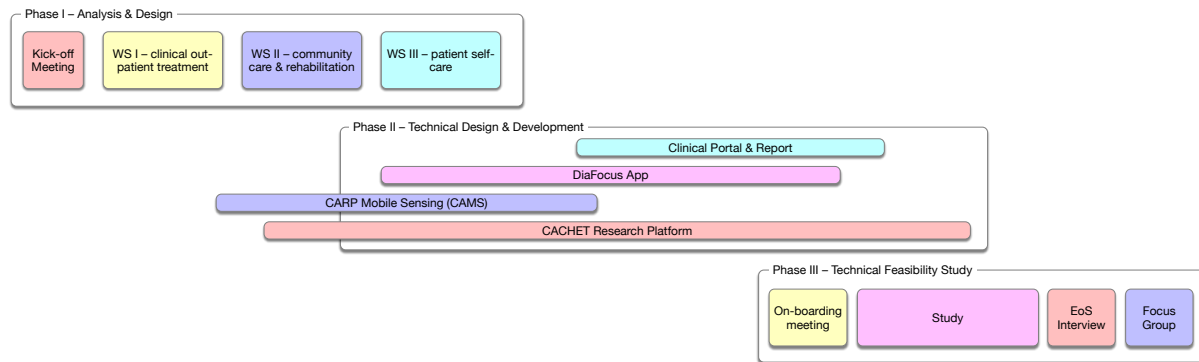 Phase I – Analysis & Design
Kick-off
Meeting
WS I – clinical out-
patient treatment
WS II – community
care & rehabilitation
WS III – patient self-
care
Phase II – Technical Design & Development
Clinical Portal & Report
DiaFocus App
CARP Mobile Sensing (CAMS)
CACHET Research Platform
Phase III – Technical Feasibility Study
On-boarding
meeting
Study
EoS
Interview
Focus
Group